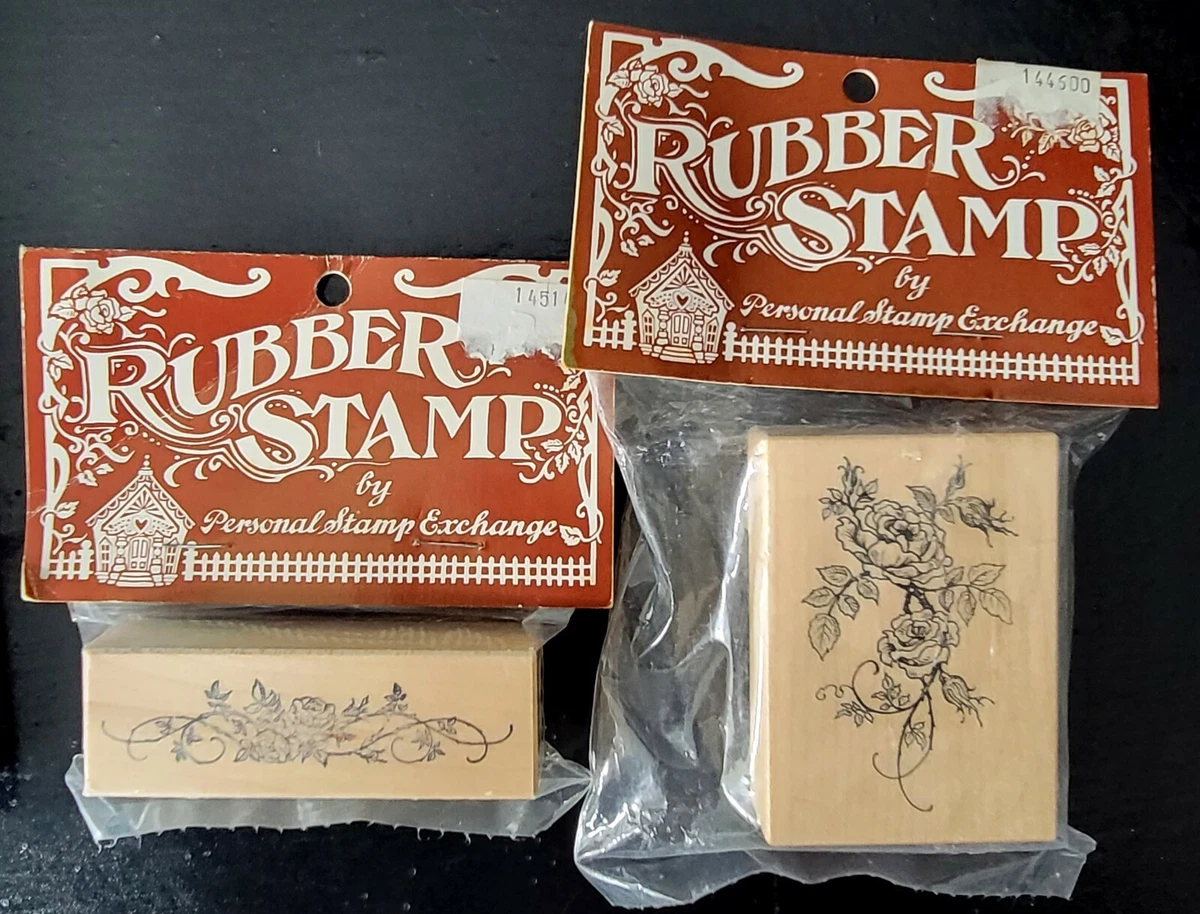 144600
RUBBER
STAMP
by
Personal Stamp Exchange
RUBBER
STAMP
by
Personal Stamp Exchange